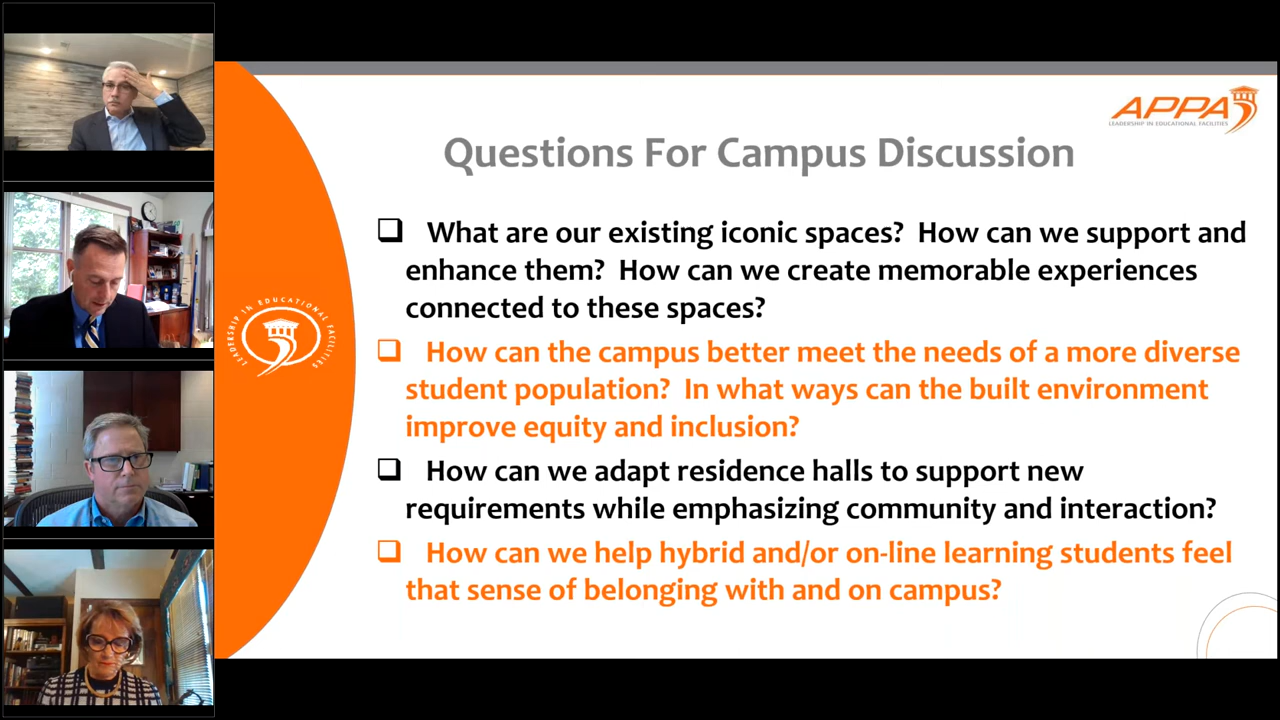 APPA
LEADERSHIP IN EDUCATIONAL FACILITIES
Questions For Campus Discussion
LEADERSHIP IN EDUCATIONAL FACILITIES
❑ What are our existing iconic spaces? How can we support and
enhance them? How can we create memorable experiences
connected to these spaces?
❑ How can the campus better meet the needs of a more diverse
student population? In what ways can the built environment
improve equity and inclusion?
❑ How can we adapt residence halls to support new
requirements while emphasizing community and interaction?
❑ How can we help hybrid and/or on-line learning students feel
that sense of belonging with and on campus?